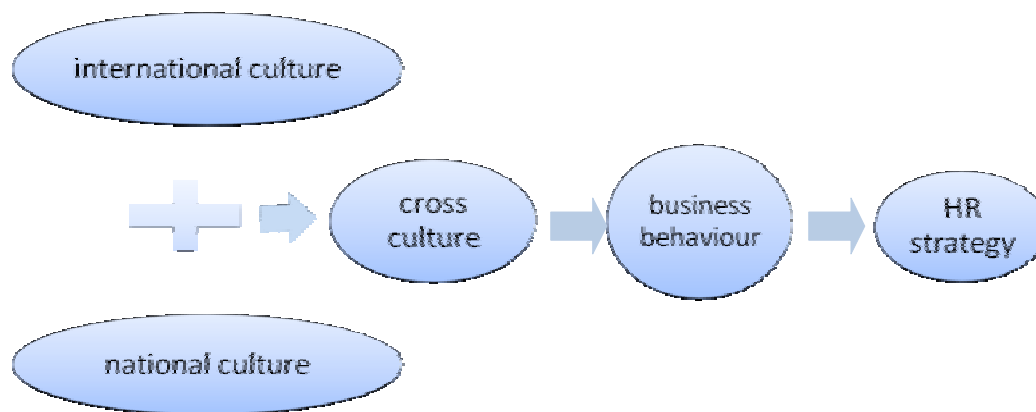 international culture
cross
culture
business
behaviour
HR
strategy
national culture